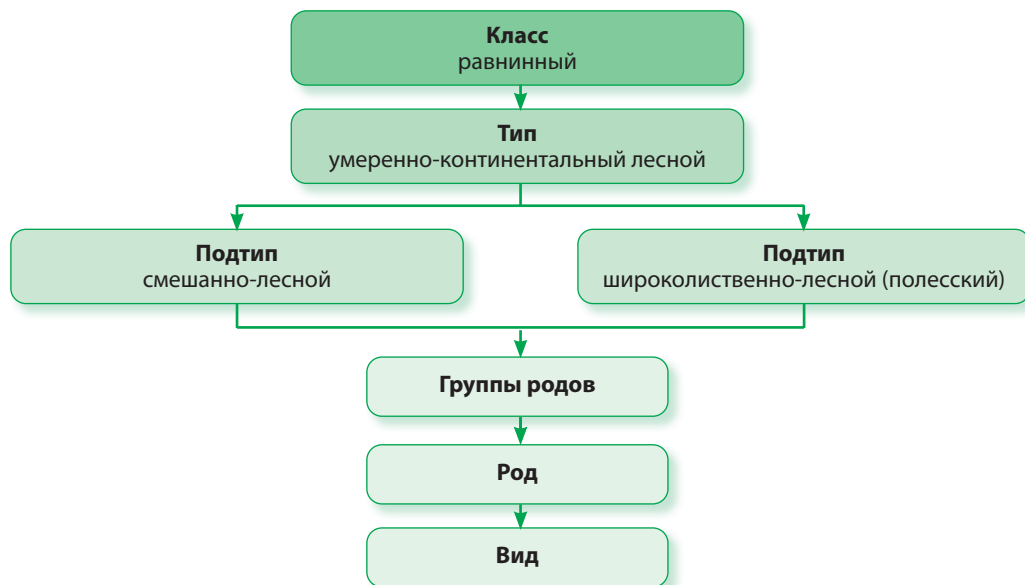 Класс
равнинный
Тип
умеренно-континентальный лесной
Подтип
смешанно-лесной
Подтип
широколиственно-лесной (полесский)
Группы родов
Род
Вид